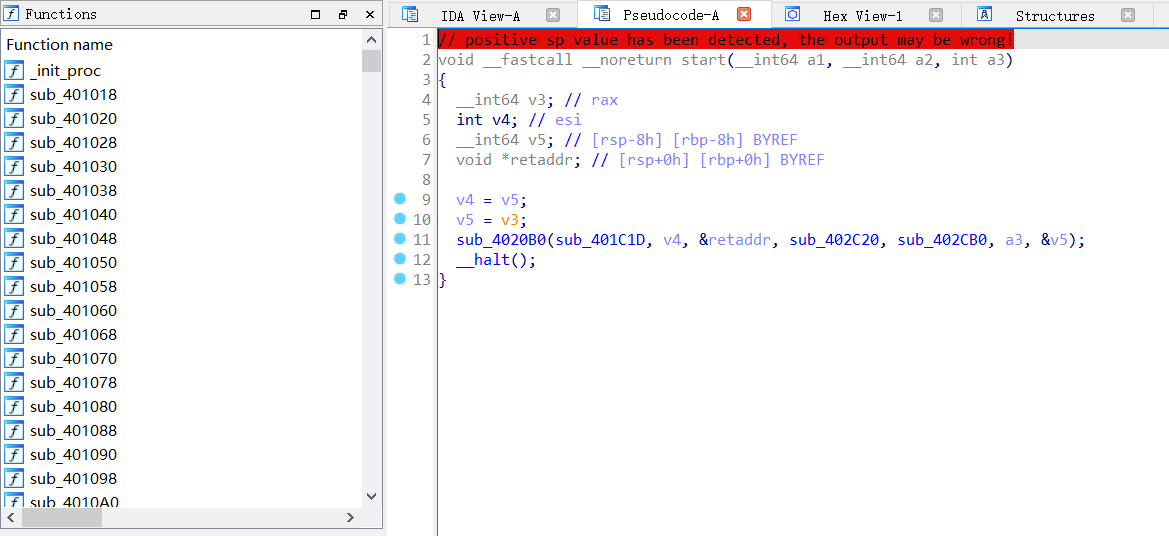 Functions
Function name
_init_proc
sub_401018
sub_401020
sub_401028
sub_401030
sub_401038
sub_401040
sub_401048
sub_401050
sub_401058
sub_401060
sub_401068
sub_401070
sub_401078
sub_401080
sub_401088
sub_401090
sub_401098
sub_4010A0
IDA View-A Pseudocode-A Hex View-1 Structures
1 // positive sp value has been detected, the output may be wrong!
2 void __fastcall __noreturn start(__int64 a1, __int64 a2, int a3)
3 {
4 __int64 v3; // rax
5 int v4; // esi
6 __int64 v5; // [rsp-8h] [rbp-8h] BYREF
7 void *retaddr; // [rsp+0h] [rbp+0h] BYREF
8
9 v4 = v5;
10 v5 = v3;
11 sub_4020B0(sub_401C1D, v4, &retaddr, sub_402C20, sub_402CB0, a3, &v5);
12 __halt();
13 }